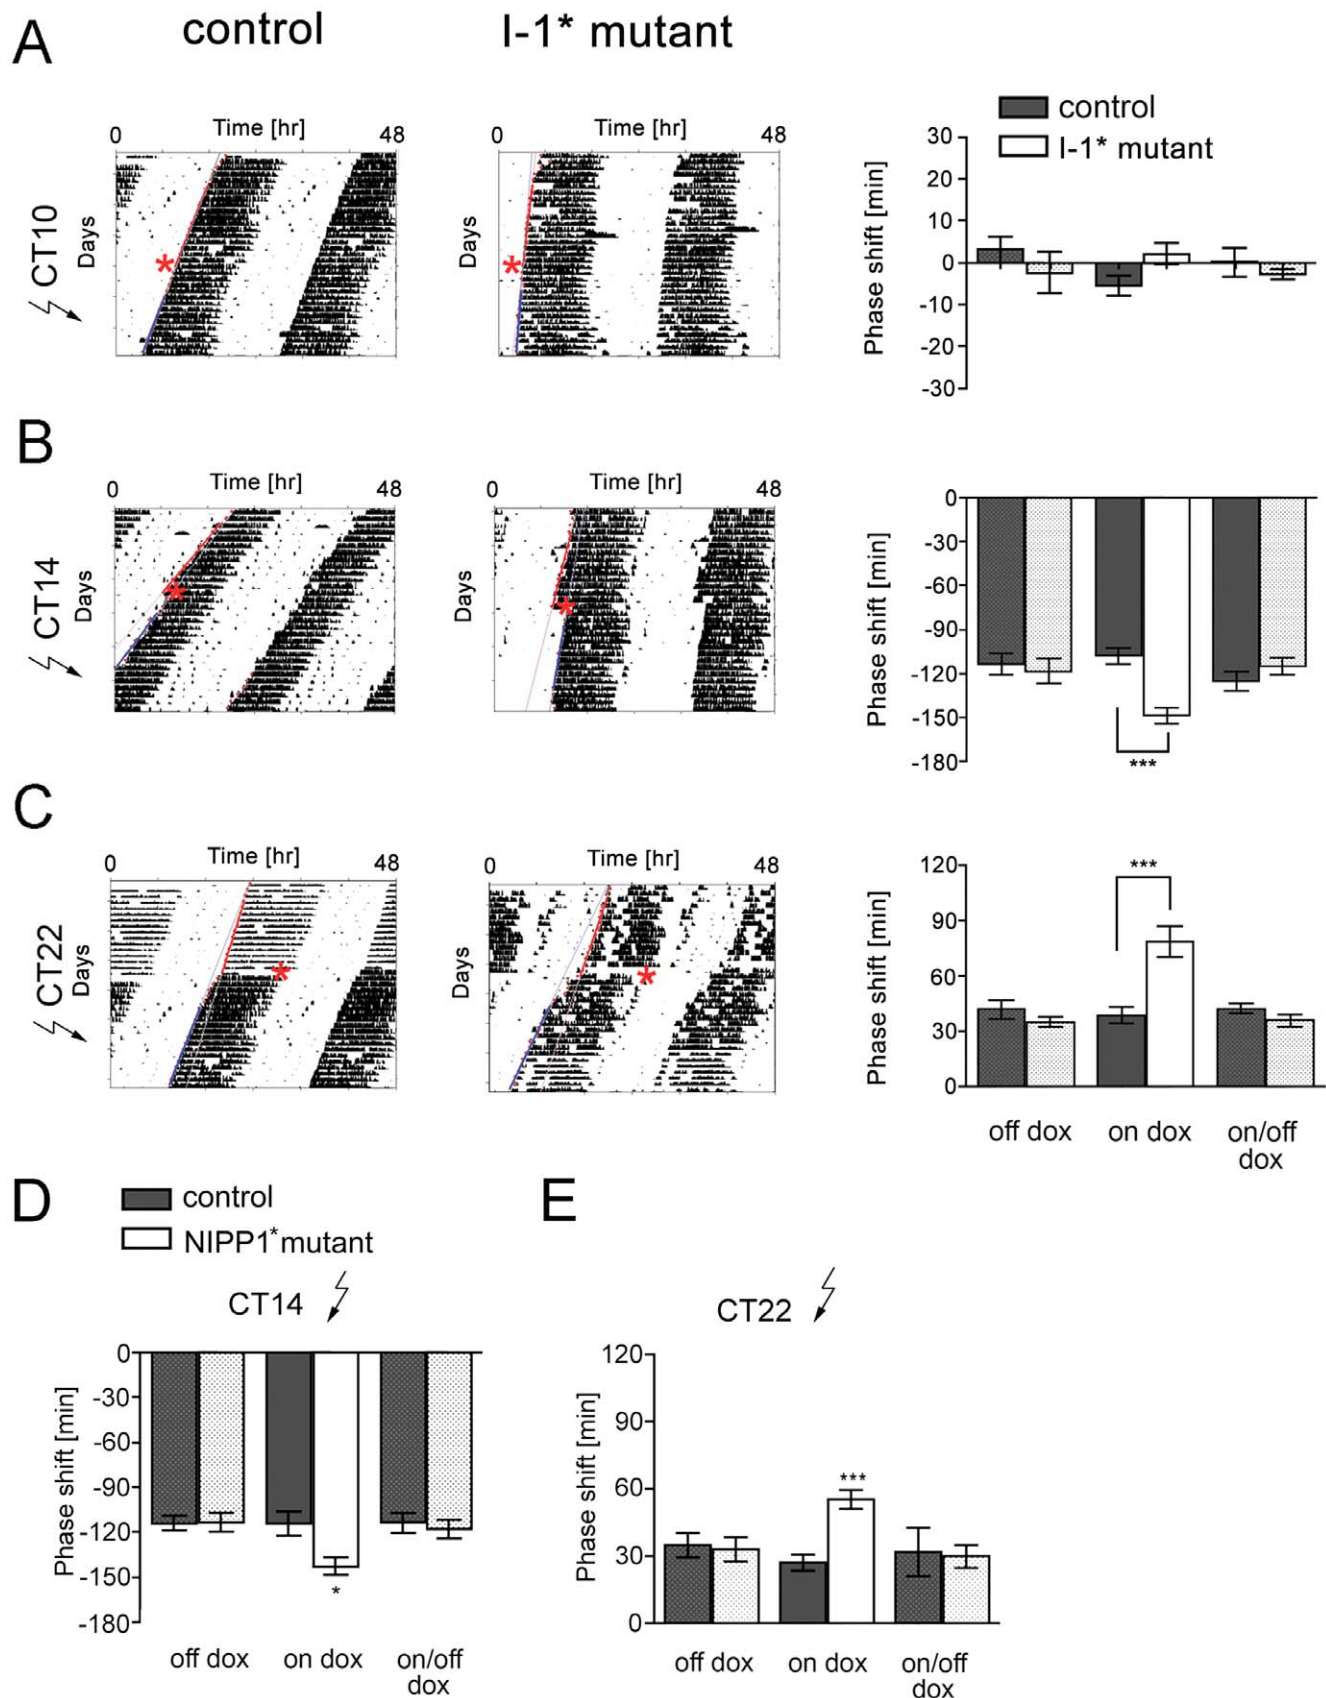 A
control
I-1* mutant
0
Time [hr]
48
0
Time [hr]
48
CT10
Days
*
Days
*
control
I-1* mutant
Phase shift [min]
30
20
10
0
-10
-20
-30
B
0
Time [hr]
48
0
Time [hr]
48
CT14
Days
*
Days
*
Phase shift [min]
0
-30
-60
-90
-120
-150
-180
***
C
0
Time [hr]
48
0
Time [hr]
48
CT22
Days
*
Days
*
Phase shift [min]
120
90
60
30
0
***
off dox
on dox
on/off
dox
D
control
NIPP1*mutant
CT14
Phase shift [min]
0
-30
-60
-90
-120
-150
-180
*
off dox
on dox
on/off
dox
E
CT22
Phase shift [min]
120
90
60
30
0
***
off dox
on dox
on/off
dox